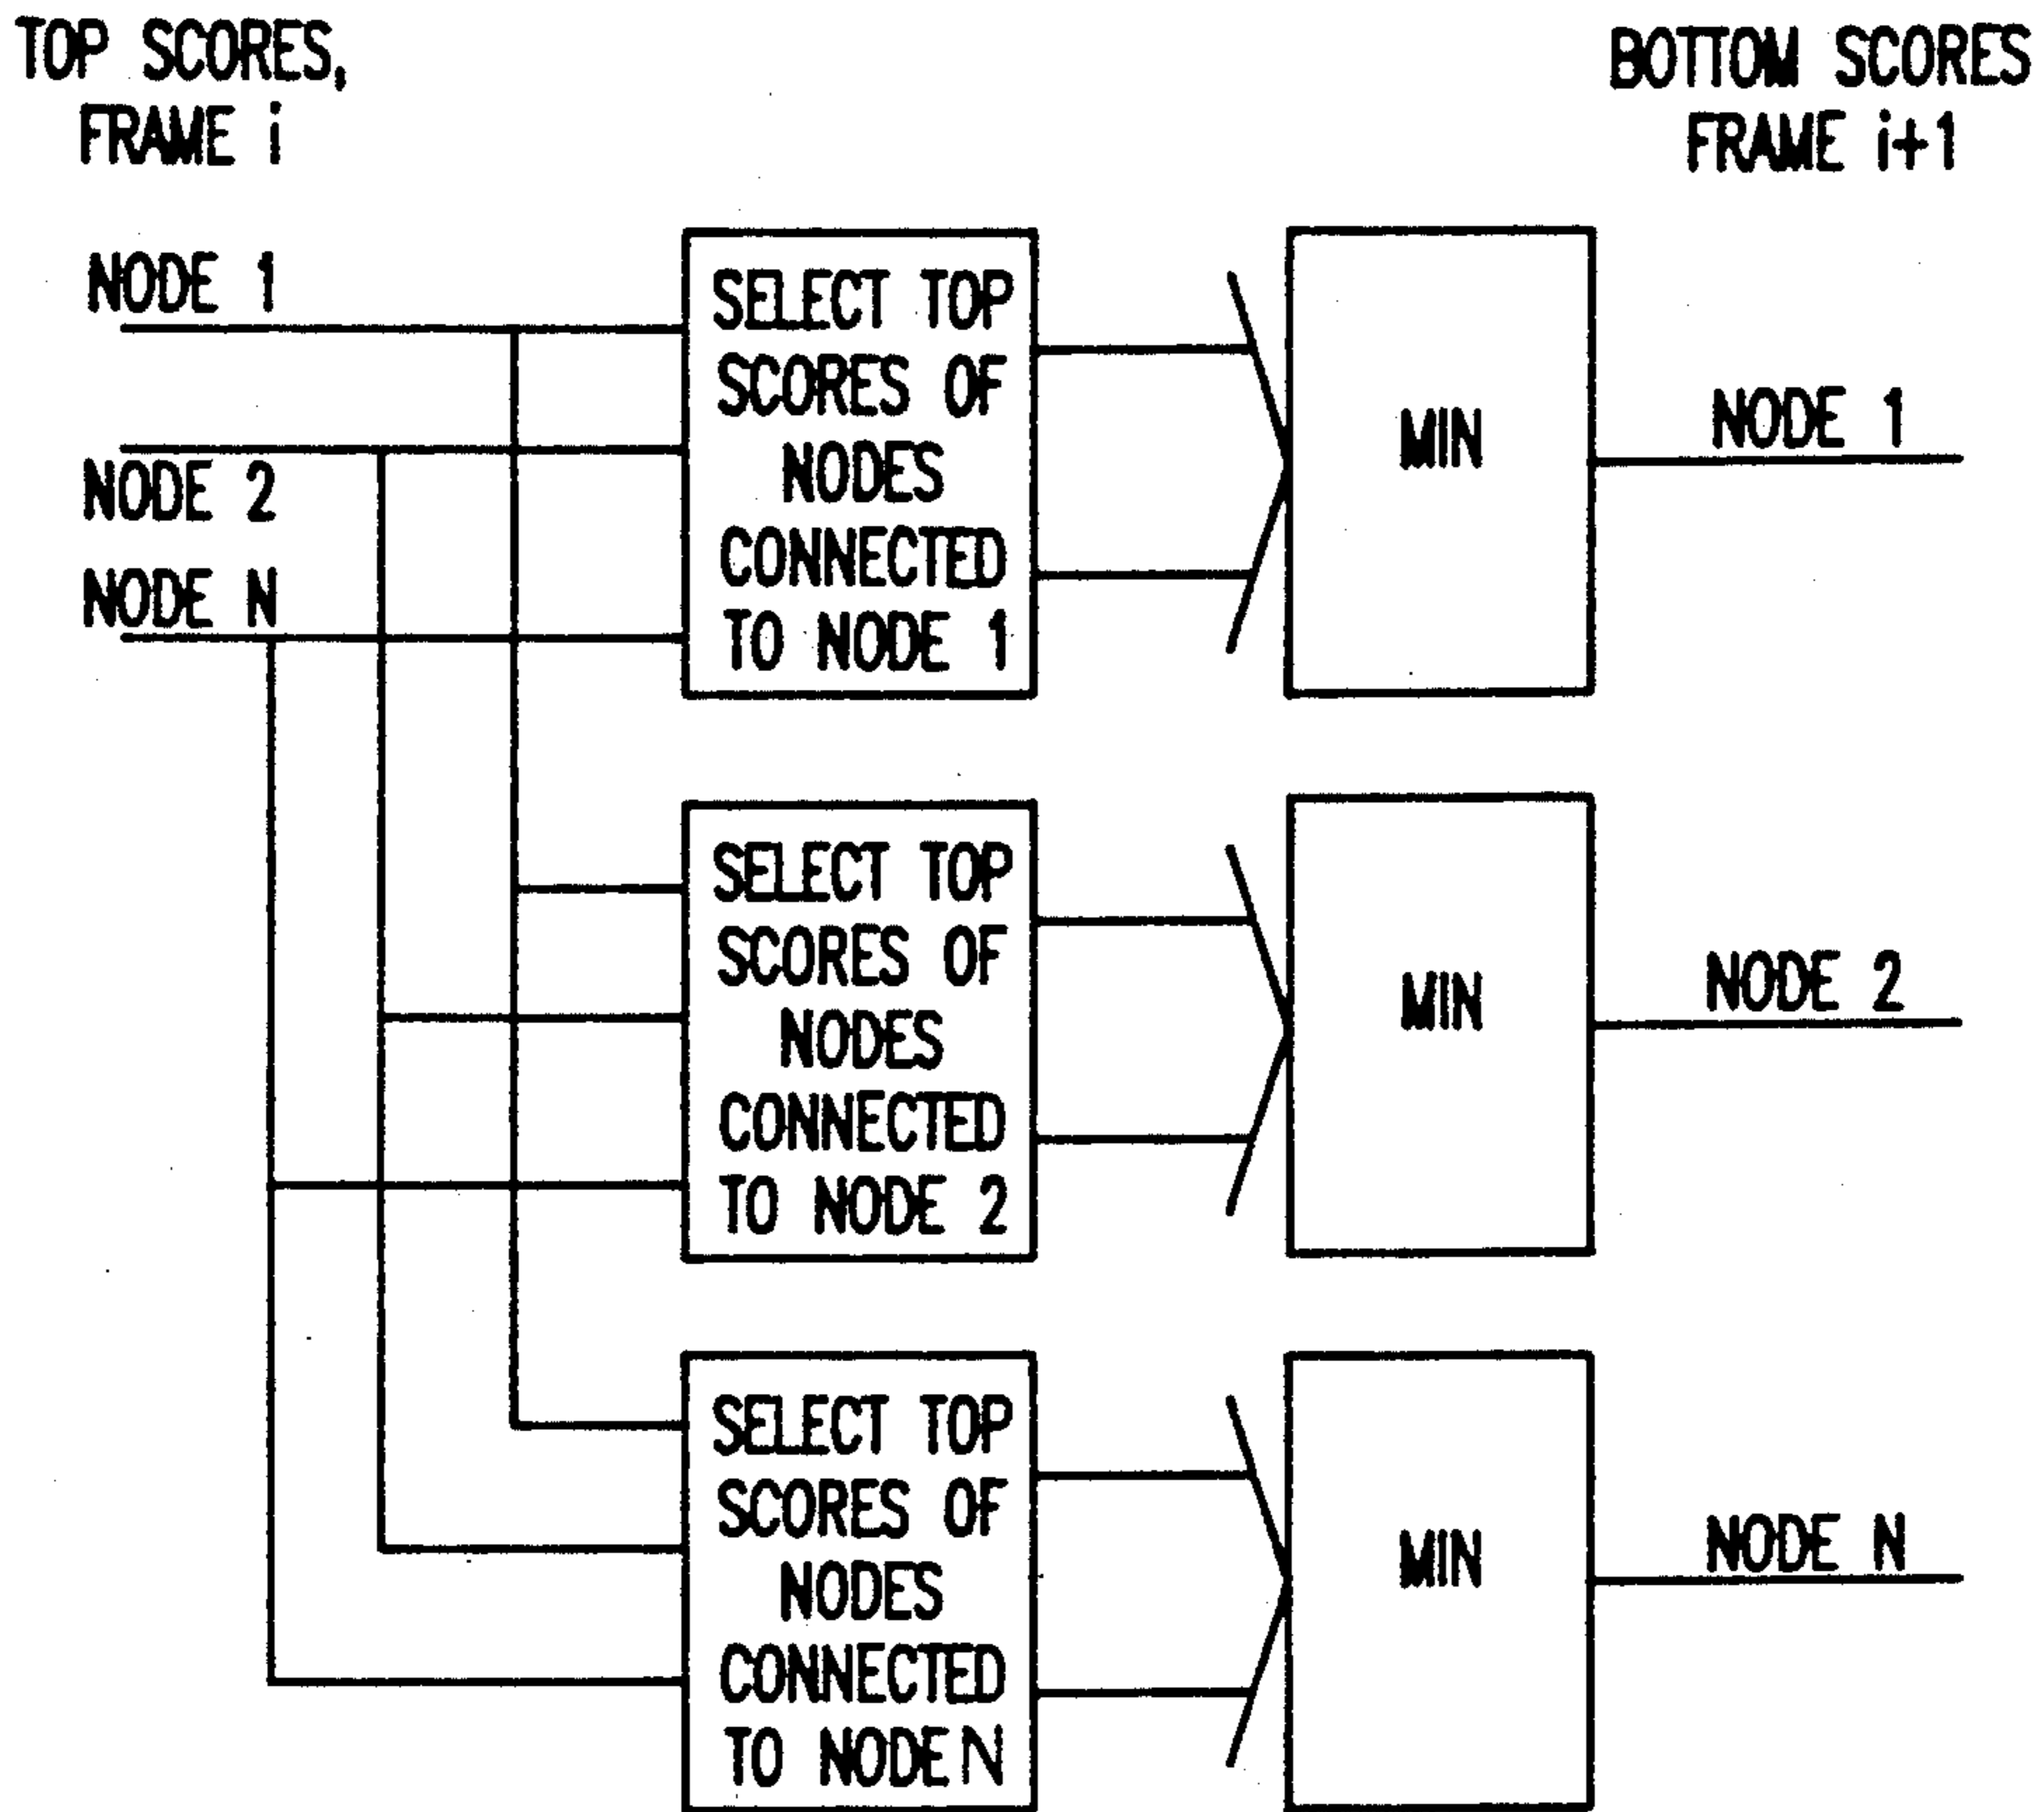 TOP SCORES,
FRAME i
BOTTOM SCORES
FRAME i+1
NODE 1
NODE 2
NODE N
SELECT TOP
SCORES OF
NODES
CONNECTED
TO NODE 1
MIN
NODE 1
SELECT TOP
SCORES OF
NODES
CONNECTED
TO NODE 2
MIN
NODE 2
SELECT TOP
SCORES OF
NODES
CONNECTED
TO NODE N
MIN
NODE N